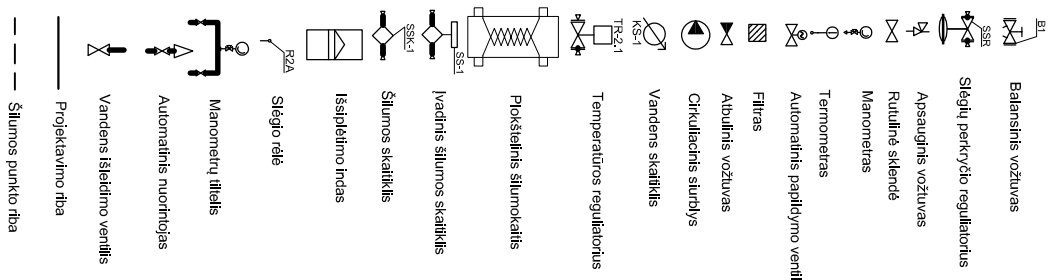 B1
Balansinis vožtuvas
SSR
Slėgių perkryčio reguliatorius
Apsauginis vožtuvas
Rutulinė sklendė
Manometras
Termometras
Automatinis papildymo ventil
Filtras
Atbulinis vožtuvas
Cirkuliacinis siurblys
KS-1
Vandens skaitiklis
TR-2.1
Temperatūros reguliatorius
Plokštelinis šilumokaitis
SS-1
Įvadinis šilumos skaitiklis
SSK-1
Šilumos skaitiklis
Išsiplėtimo indas
R2A
Slėgio rėlė
Manometrų tiltelis
Automatinis nuorintojas
Vandens išleidimo ventilis
Projektavimo riba
Šilumos punkto riba